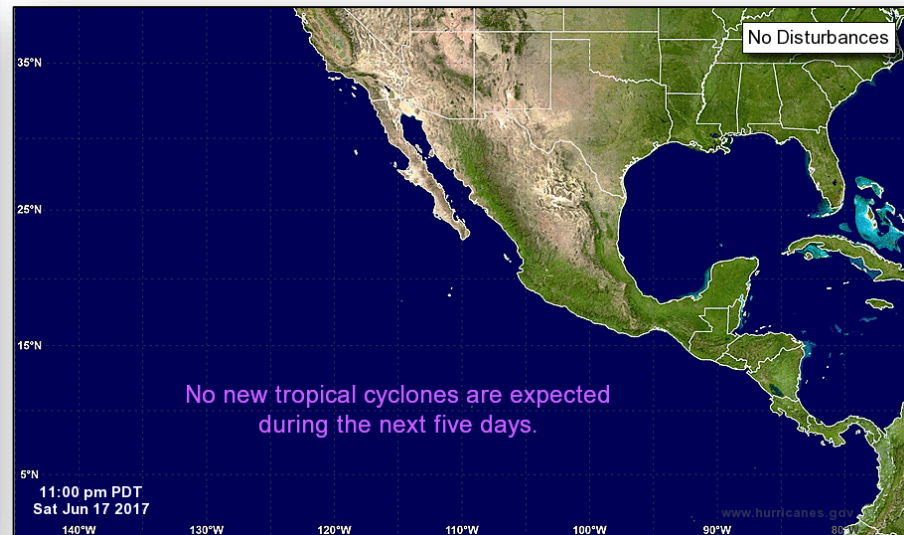 No Disturbances
35°N
25°N
15°N
No new tropical cyclones are expected
during the next five days.
5°N
11:00 pm PDT
Sat Jun 17 2017
www.hurricanes.gov
140°W
130°W
120°W
110°W
100°W
90°W
80°W